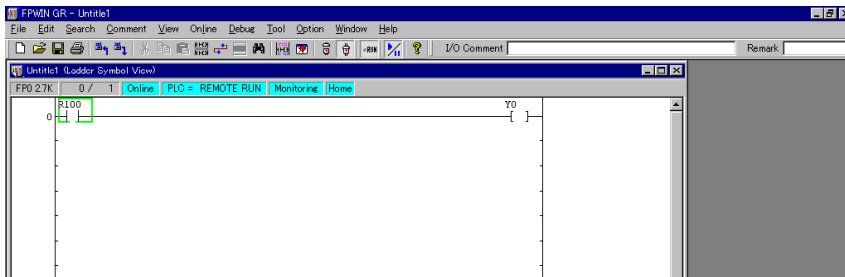 FPWIN GR - Untitle1
File Edit Search Comment View Online Debug Tool Option Window Help
I/O Comment Remark
Untitle1 (Ladder Symbol View)
FP0 2.7K 0 / 1 Online PLC = REMOTE RUN Monitoring Home
R100 Y0
0